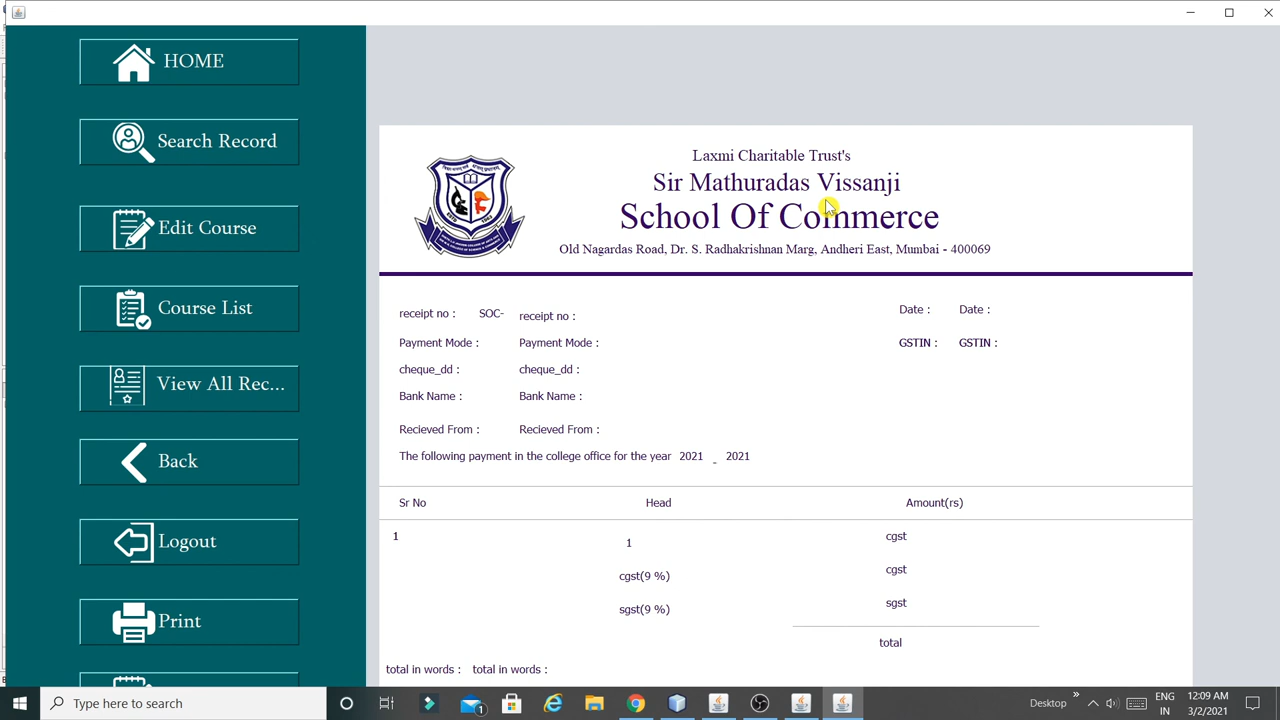 HOME
Search Record
Edit Course
Course List
View All Rec...
Back
Logout
Print
Laxmi Charitable Trust's
Sir Mathuradas Vissanji
School Of Commerce
Old Nagardas Road, Dr. S. Radhakrishnan Marg, Andheri East, Mumbai - 400069
receipt no : SOC- receipt no : Date : Date :
Payment Mode : Payment Mode : GSTIN : GSTIN :
cheque_dd : cheque_dd :
Bank Name : Bank Name :
Recieved From : Recieved From :
The following payment in the college office for the year 2021 - 2021
Sr No Head Amount(rs)
1 1 cgst
cgst(9 %) cgst
sgst(9 %) sgst
total
total in words : total in words :
Type here to search
1
Desktop
»
ENG
IN
12:09 AM
3/2/2021